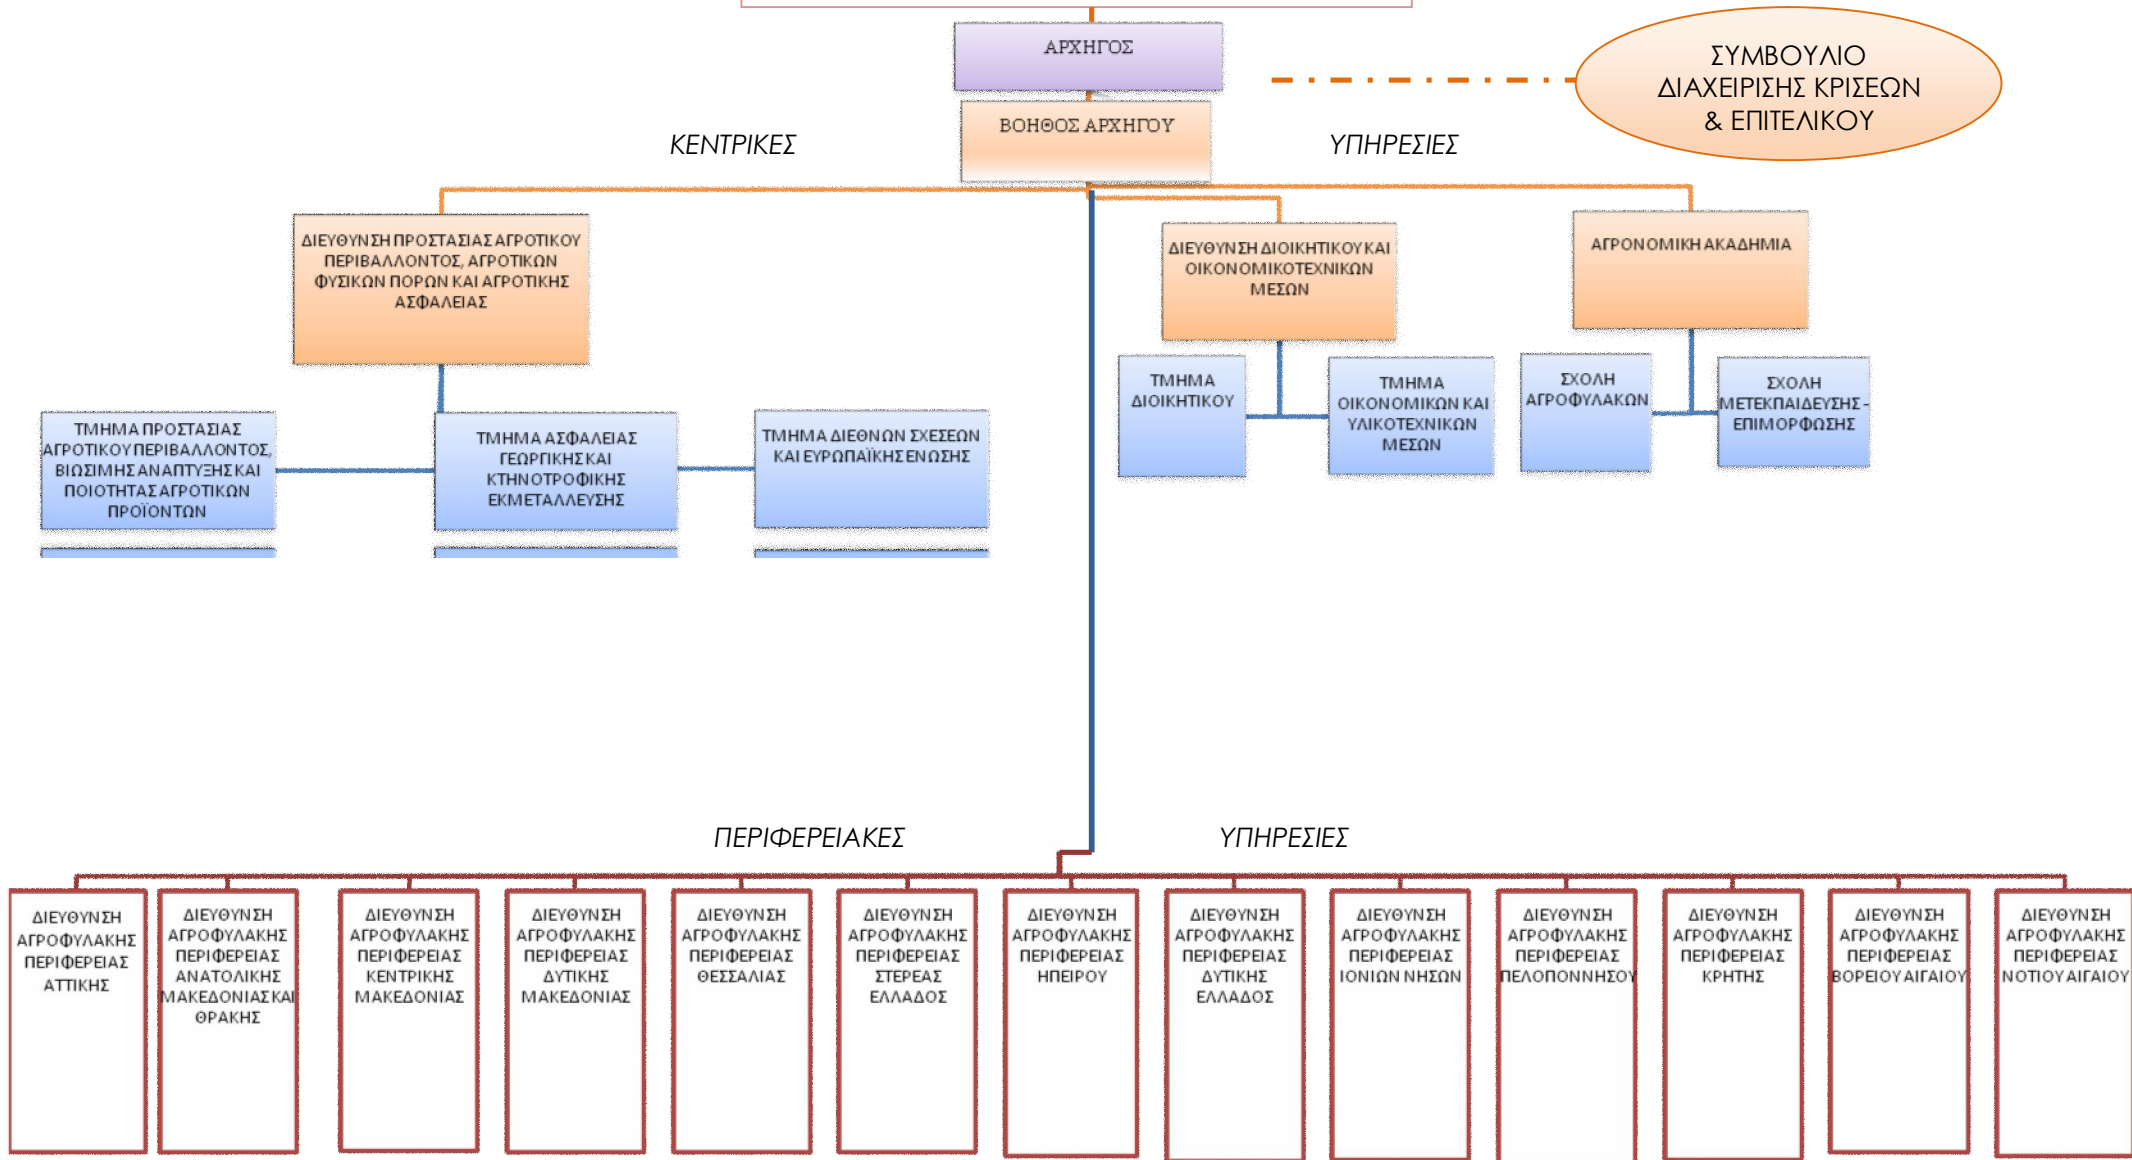 ΑΡΧΗΓΟΣ
ΣΥΜΒΟΥΛΙΟ
ΔΙΑΧΕΙΡΙΣΗΣ ΚΡΙΣΕΩΝ
& ΕΠΙΤΕΛΙΚΟΥ
ΒΟΗΘΟΣ ΑΡΧΗΓΟΥ
ΚΕΝΤΡΙΚΕΣ
ΥΠΗΡΕΣΙΕΣ
ΔΙΕΥΘΥΝΣΗ ΠΡΟΣΤΑΣΙΑΣ ΑΓΡΟΤΙΚΟΥ
ΠΕΡΙΒΑΛΛΟΝΤΟΣ, ΑΓΡΟΤΙΚΩΝ
ΦΥΣΙΚΩΝ ΠΟΡΩΝ ΚΑΙ ΑΓΡΟΤΙΚΗΣ
ΑΣΦΑΛΕΙΑΣ
ΔΙΕΥΘΥΝΣΗ ΔΙΟΙΚΗΤΙΚΟΥ ΚΑΙ
ΟΙΚΟΝΟΜΙΚΟΤΕΧΝΙΚΩΝ
ΜΕΣΩΝ
ΑΓΡΟΝΟΜΙΚΗ ΑΚΑΔΗΜΙΑ
ΤΜΗΜΑ ΠΡΟΣΤΑΣΙΑΣ
ΑΓΡΟΤΙΚΟΥ ΠΕΡΙΒΑΛΛΟΝΤΟΣ,
ΒΙΩΣΙΜΗΣ ΑΝΑΠΤΥΞΗΣ ΚΑΙ
ΠΟΙΟΤΗΤΑΣ ΑΓΡΟΤΙΚΩΝ
ΠΡΟΪΟΝΤΩΝ
ΤΜΗΜΑ ΑΣΦΑΛΕΙΑΣ
ΓΕΩΡΓΙΚΗΣ ΚΑΙ
ΚΤΗΝΟΤΡΟΦΙΚΗΣ
ΕΚΜΕΤΑΛΛΕΥΣΗΣ
ΤΜΗΜΑ ΔΙΕΘΝΩΝ ΣΧΕΣΕΩΝ
ΚΑΙ ΕΥΡΩΠΑΪΚΗΣ ΕΝΩΣΗΣ
ΤΜΗΜΑ
ΔΙΟΙΚΗΤΙΚΟΥ
ΤΜΗΜΑ
ΟΙΚΟΝΟΜΙΚΩΝ ΚΑΙ
ΥΛΙΚΟΤΕΧΝΙΚΩΝ
ΜΕΣΩΝ
ΣΧΟΛΗ
ΑΓΡΟΦΥΛΑΚΩΝ
ΣΧΟΛΗ
ΜΕΤΕΚΠΑΙΔΕΥΣΗΣ -
ΕΠΙΜΟΡΦΩΣΗΣ
ΠΕΡΙΦΕΡΕΙΑΚΕΣ
ΥΠΗΡΕΣΙΕΣ
ΔΙΕΥΘΥΝΣΗ
ΑΓΡΟΦΥΛΑΚΗΣ
ΠΕΡΙΦΕΡΕΙΑΣ
ΑΤΤΙΚΗΣ
ΔΙΕΥΘΥΝΣΗ
ΑΓΡΟΦΥΛΑΚΗΣ
ΠΕΡΙΦΕΡΕΙΑΣ
ΑΝΑΤΟΛΙΚΗΣ
ΜΑΚΕΔΟΝΙΑΣ ΚΑΙ
ΘΡΑΚΗΣ
ΔΙΕΥΘΥΝΣΗ
ΑΓΡΟΦΥΛΑΚΗΣ
ΠΕΡΙΦΕΡΕΙΑΣ
ΚΕΝΤΡΙΚΗΣ
ΜΑΚΕΔΟΝΙΑΣ
ΔΙΕΥΘΥΝΣΗ
ΑΓΡΟΦΥΛΑΚΗΣ
ΠΕΡΙΦΕΡΕΙΑΣ
ΔΥΤΙΚΗΣ
ΜΑΚΕΔΟΝΙΑΣ
ΔΙΕΥΘΥΝΣΗ
ΑΓΡΟΦΥΛΑΚΗΣ
ΠΕΡΙΦΕΡΕΙΑΣ
ΘΕΣΣΑΛΙΑΣ
ΔΙΕΥΘΥΝΣΗ
ΑΓΡΟΦΥΛΑΚΗΣ
ΠΕΡΙΦΕΡΕΙΑΣ
ΣΤΕΡΕΑΣ
ΕΛΛΑΔΟΣ
ΔΙΕΥΘΥΝΣΗ
ΑΓΡΟΦΥΛΑΚΗΣ
ΠΕΡΙΦΕΡΕΙΑΣ
ΗΠΕΙΡΟΥ
ΔΙΕΥΘΥΝΣΗ
ΑΓΡΟΦΥΛΑΚΗΣ
ΠΕΡΙΦΕΡΕΙΑΣ
ΔΥΤΙΚΗΣ
ΕΛΛΑΔΟΣ
ΔΙΕΥΘΥΝΣΗ
ΑΓΡΟΦΥΛΑΚΗΣ
ΠΕΡΙΦΕΡΕΙΑΣ
ΙΟΝΙΩΝ ΝΗΣΩΝ
ΔΙΕΥΘΥΝΣΗ
ΑΓΡΟΦΥΛΑΚΗΣ
ΠΕΡΙΦΕΡΕΙΑΣ
ΠΕΛΟΠΟΝΝΗΣΟΥ
ΔΙΕΥΘΥΝΣΗ
ΑΓΡΟΦΥΛΑΚΗΣ
ΠΕΡΙΦΕΡΕΙΑΣ
ΚΡΗΤΗΣ
ΔΙΕΥΘΥΝΣΗ
ΑΓΡΟΦΥΛΑΚΗΣ
ΠΕΡΙΦΕΡΕΙΑΣ
ΒΟΡΕΙΟΥ ΑΙΓΑΙΟΥ
ΔΙΕΥΘΥΝΣΗ
ΑΓΡΟΦΥΛΑΚΗΣ
ΠΕΡΙΦΕΡΕΙΑΣ
ΝΟΤΙΟΥ ΑΙΓΑΙΟΥ